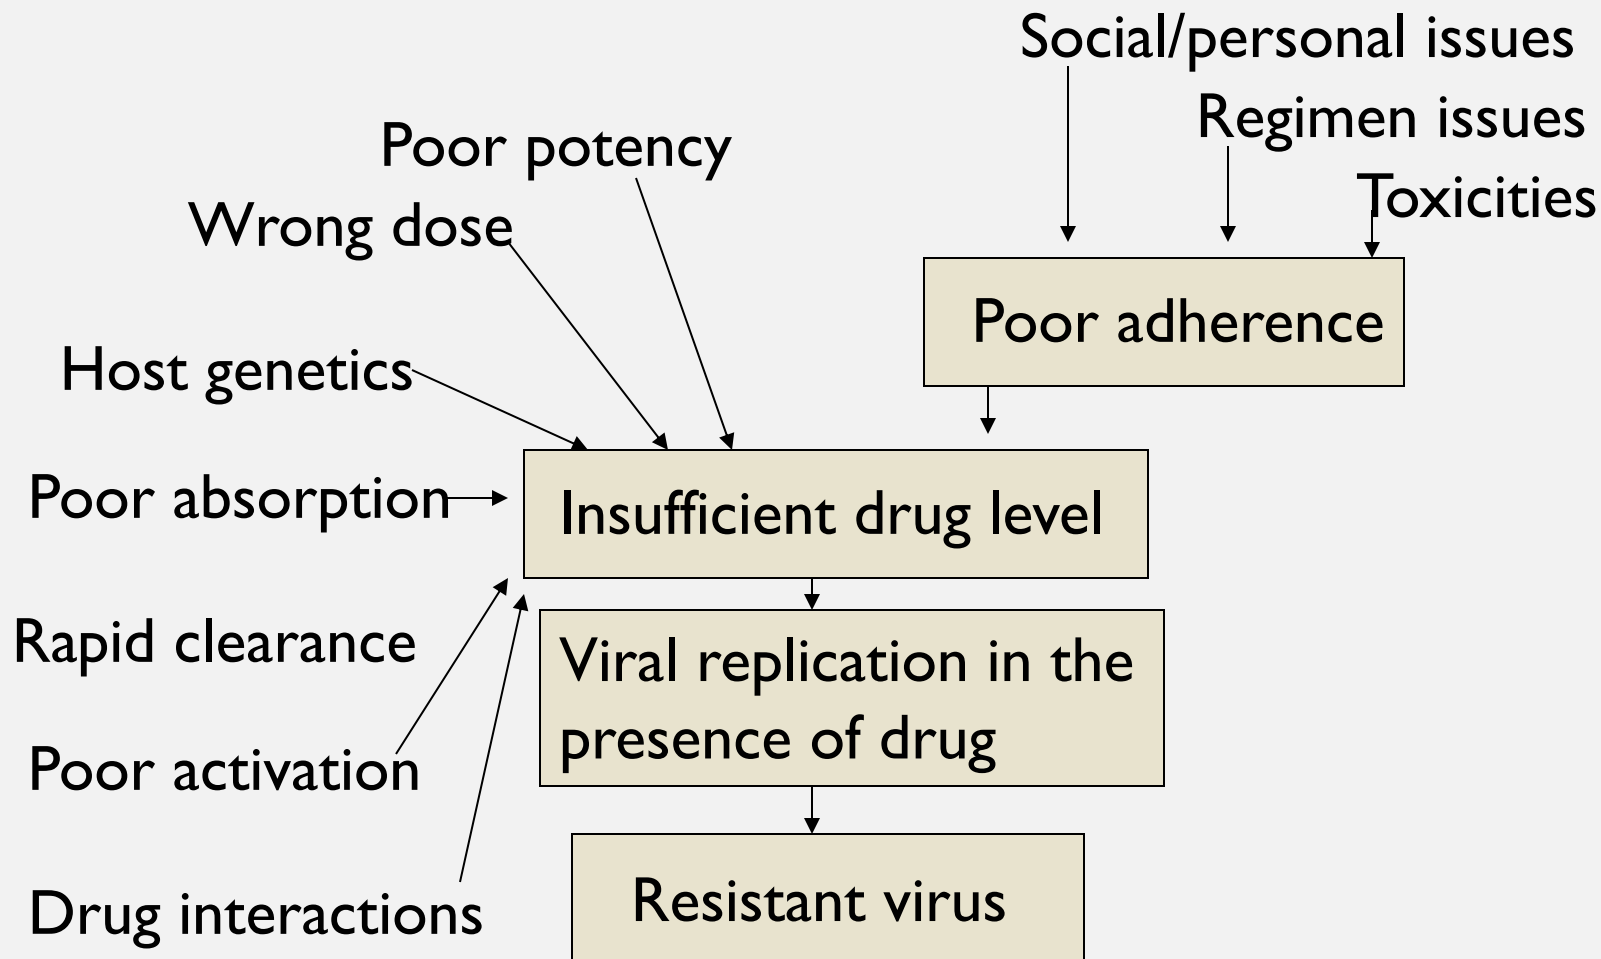 Social/personal issues
Regimen issues
Poor potency
Toxicities
Wrong dose
Poor adherence
Host genetics
Poor absorption
Insufficient drug level
Rapid clearance
Viral replication in the
presence of drug
Poor activation
Resistant virus
Drug interactions